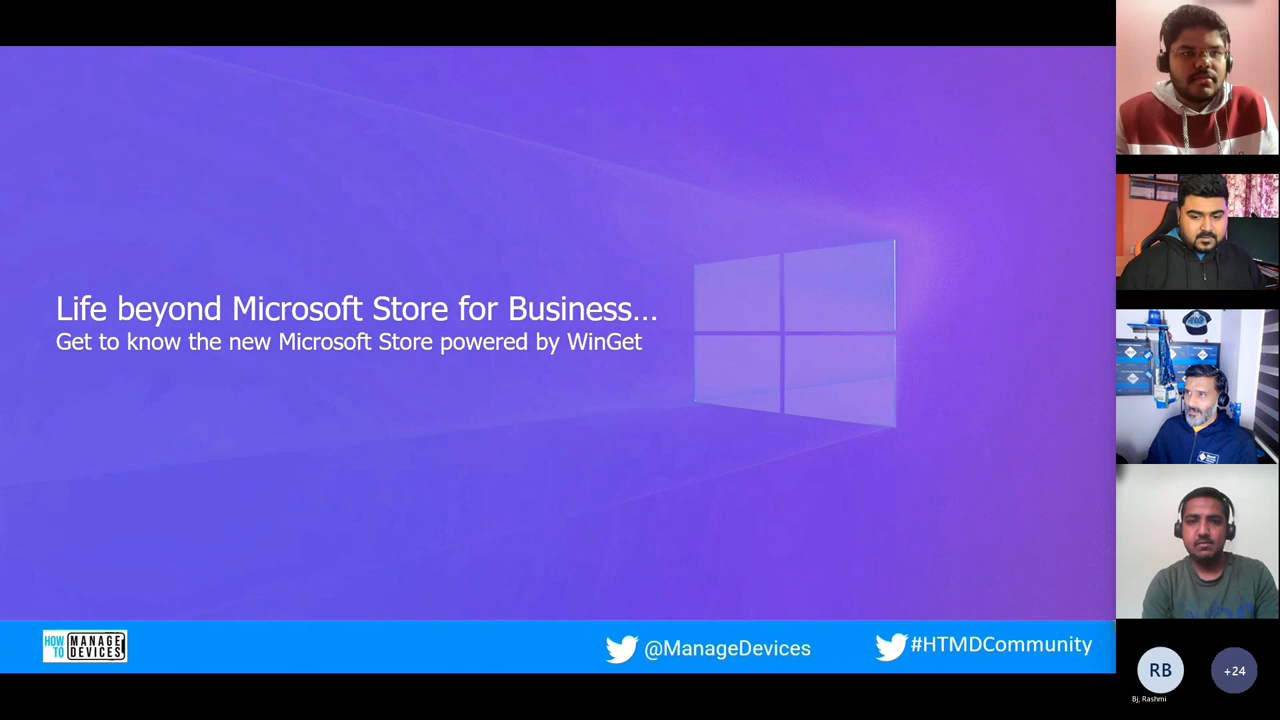 Life beyond Microsoft Store for Business...
Get to know the new Microsoft Store powered by WinGet
HOW TO MANAGE DEVICES
@ManageDevices
#HTMDCommunity
RB
Bj, Rashmi
+24